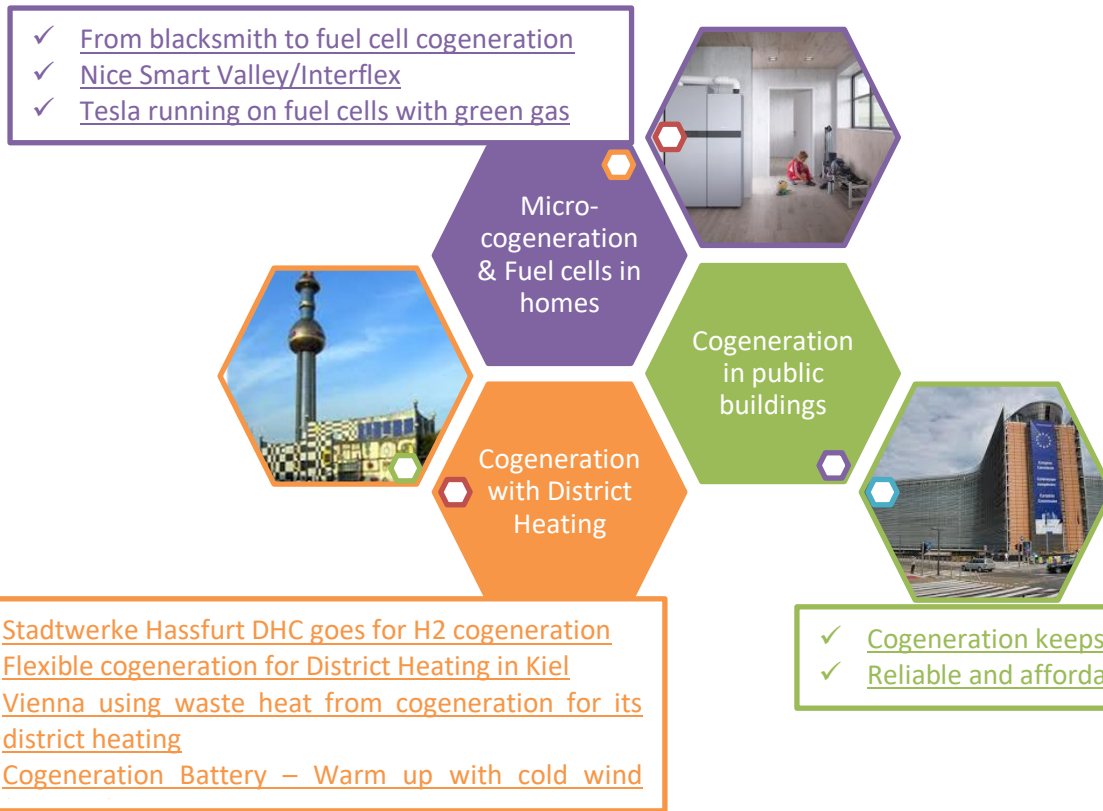 ✓ From blacksmith to fuel cell cogeneration
✓ Nice Smart Valley/Interflex
✓ Tesla running on fuel cells with green gas
Micro-
cogeneration
& Fuel cells in
homes
Cogeneration
in public
buildings
Cogeneration
with District
Heating
Stadtwerke Hassfurt DHC goes for H2 cogeneration
Flexible cogeneration for District Heating in Kiel
Vienna using waste heat from cogeneration for its
district heating
Cogeneration Battery – Warm up with cold wind
✓ Cogeneration keeps
✓ Reliable and afforda